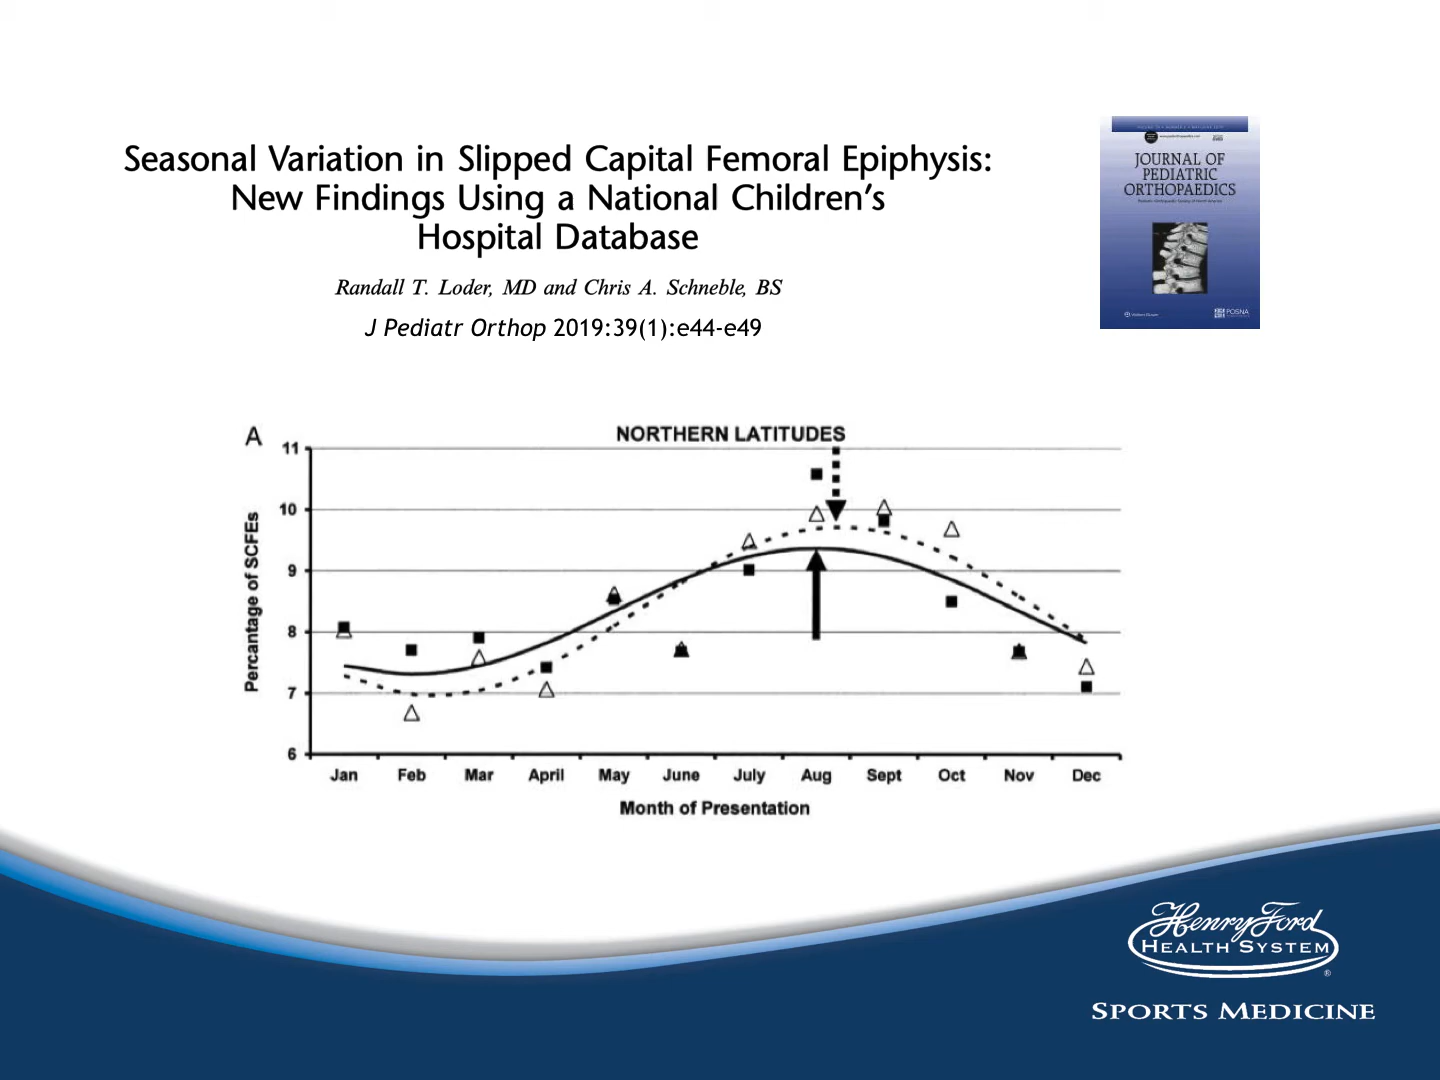 Seasonal Variation in Slipped Capital Femoral Epiphysis:
New Findings Using a National Children's
Hospital Database
Randall T. Loder, MD and Chris A. Schneble, BS
J Pediatr Orthop 2019:39(1):e44-e49
JOURNAL OF
PEDIATRIC
ORTHOPAEDICS
Wolters Kluwer
POSNA
A
NORTHERN LATITUDES
11
10
9
8
7
6
Percantage of SCFEs
Jan Feb Mar April May June July Aug Sept Oct Nov Dec
Month of Presentation
Henry Ford
HEALTH SYSTEM
®
SPORTS MEDICINE